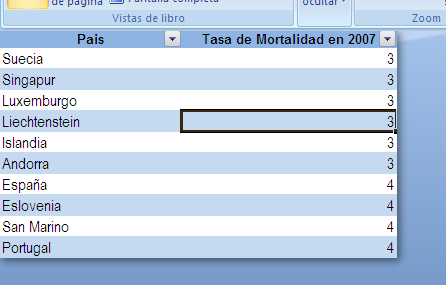 de página
Pantalla completa
ocultar
Vistas de libro
Zoom
Pais Tasa de Mortalidad en 2007
Suecia 3
Singapur 3
Luxemburgo 3
Liechtenstein 3
Islandia 3
Andorra 3
España 4
Eslovenia 4
San Marino 4
Portugal 4